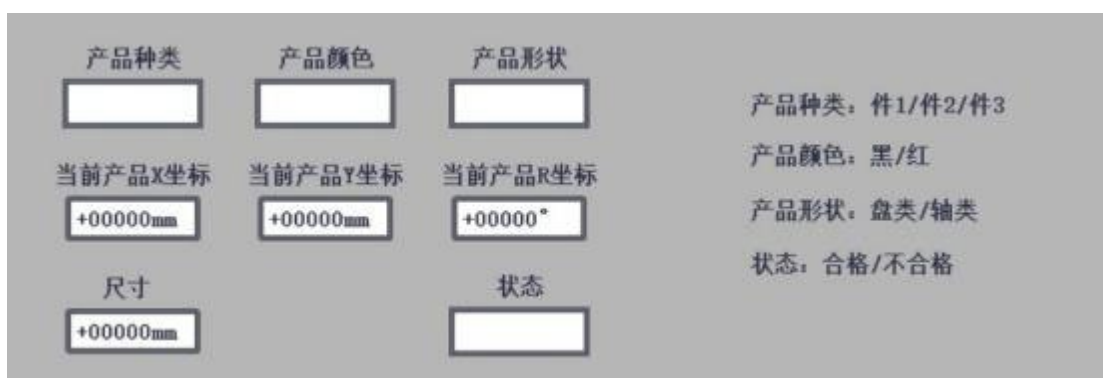 产品种类 产品颜色 产品形状
当前产品X坐标 当前产品Y坐标 当前产品R坐标
+00000mm +00000mm +00000°
尺寸 状态
+00000mm
产品种类：件1/件2/件3
产品颜色：黑/红
产品形状：盘类/轴类
状态：合格/不合格